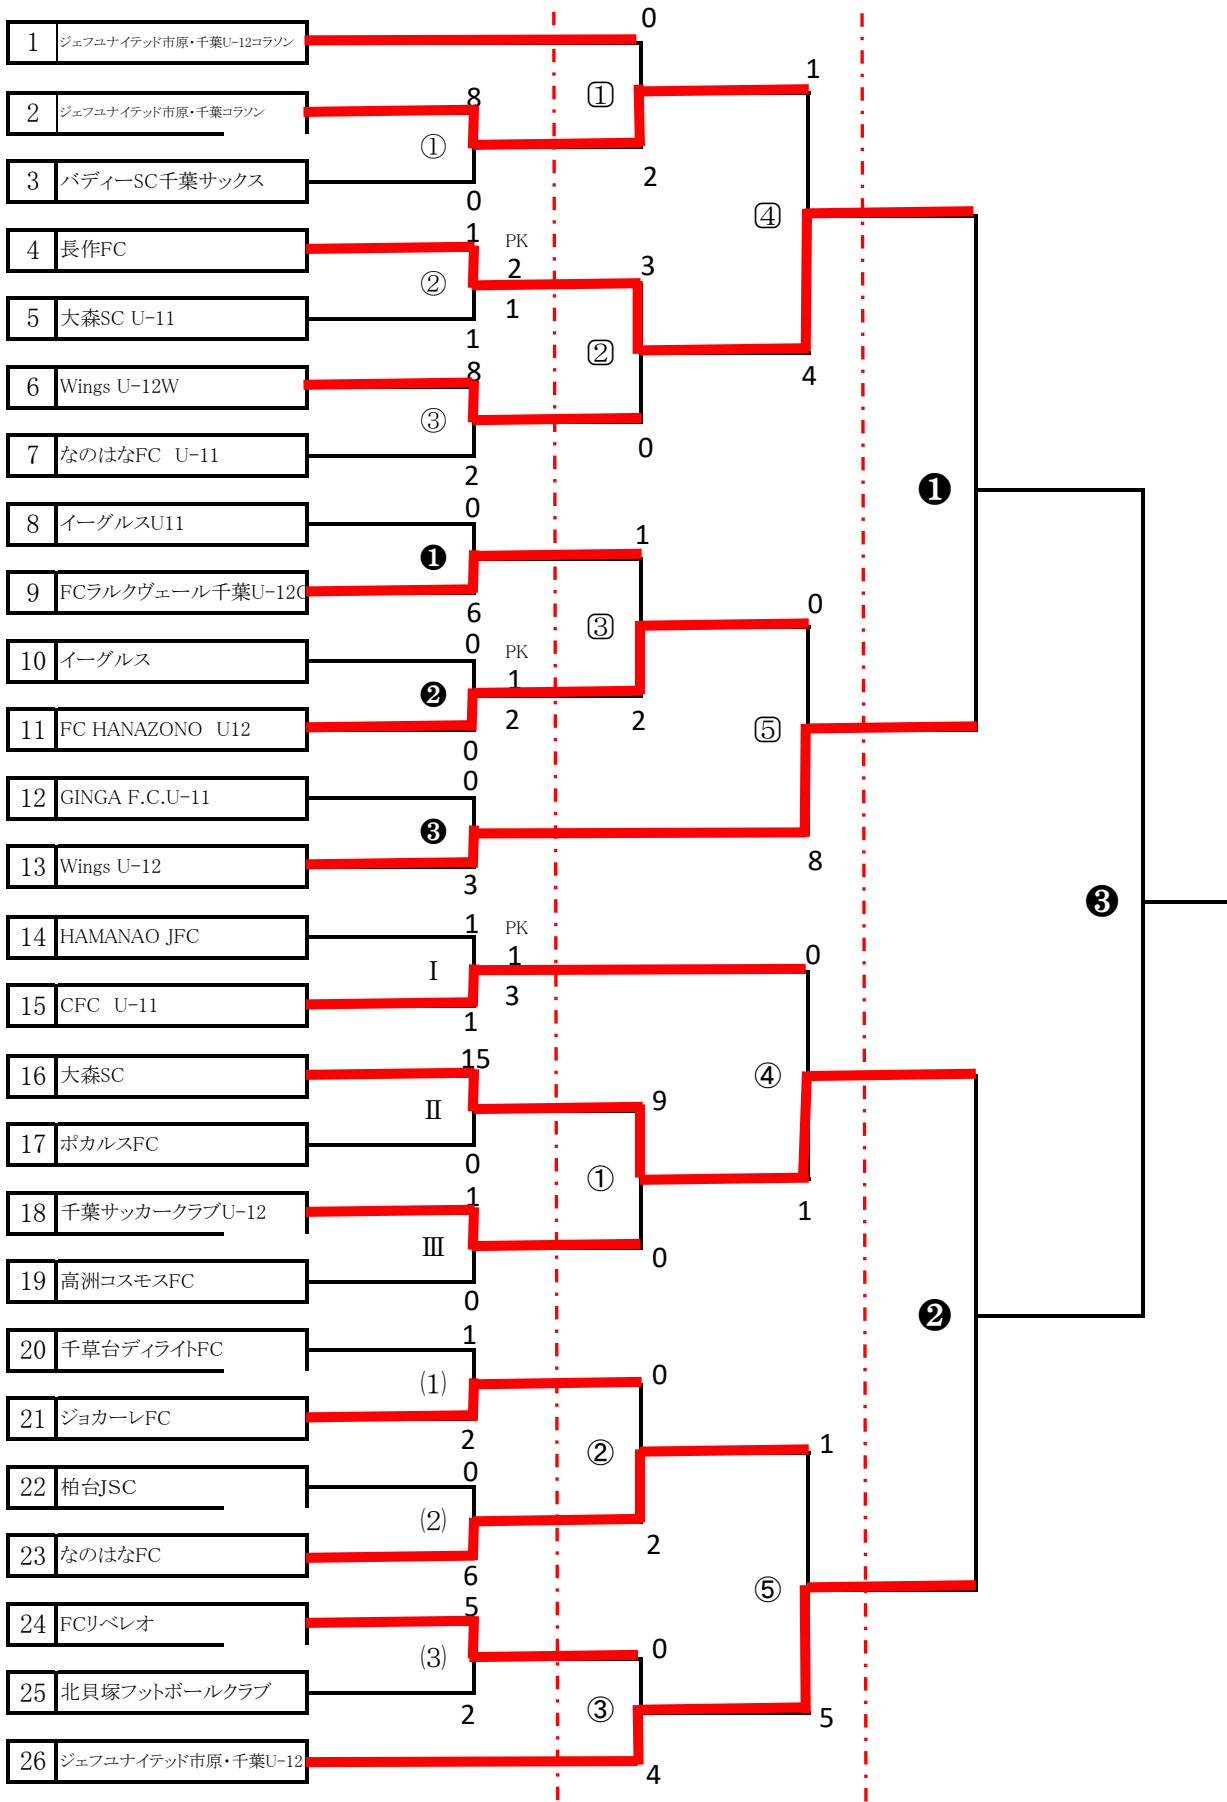 0
1 ジェフユナイテッド市原・千葉U-12コラソン
1
8
2 ジェフユナイテッド市原・千葉コラソン
①
①
3 バディーSC千葉サックス
2
0
④
1 PK
4 長作FC
2
3
②
1
5 大森SC U-11
1
②
8
4
6 Wings U-12W
③
0
7 なのはなFC U-11
2
❶
0
8 イーグルスU11
1
❶
9 FCラルクヴェール千葉U-12C
0
6
③
0 PK
10 イーグルス
1
❷
2
2
11 FC HANAZONO U12
⑤
0
0
12 GINGA F.C.U-11
❸
8
13 Wings U-12
3
❸
1 PK
14 HAMANAO JFC
1
0
Ⅰ
3
15 CFC U-11
1
15
16 大森SC
④
9
Ⅱ
17 ポカルスFC
0
①
1
18 千葉サッカークラブU-12
1
Ⅲ
0
19 高洲コスモスFC
0
❷
1
20 千草台ディライトFC
0
⑴
21 ジョカーレFC
2
②
1
0
22 柏台JSC
⑵
2
23 なのはなFC
6
⑤
5
24 FCリベレオ
0
⑶
25 北貝塚フットボールクラブ
2
③
5
26 ジェフユナイテッド市原・千葉U-12
4